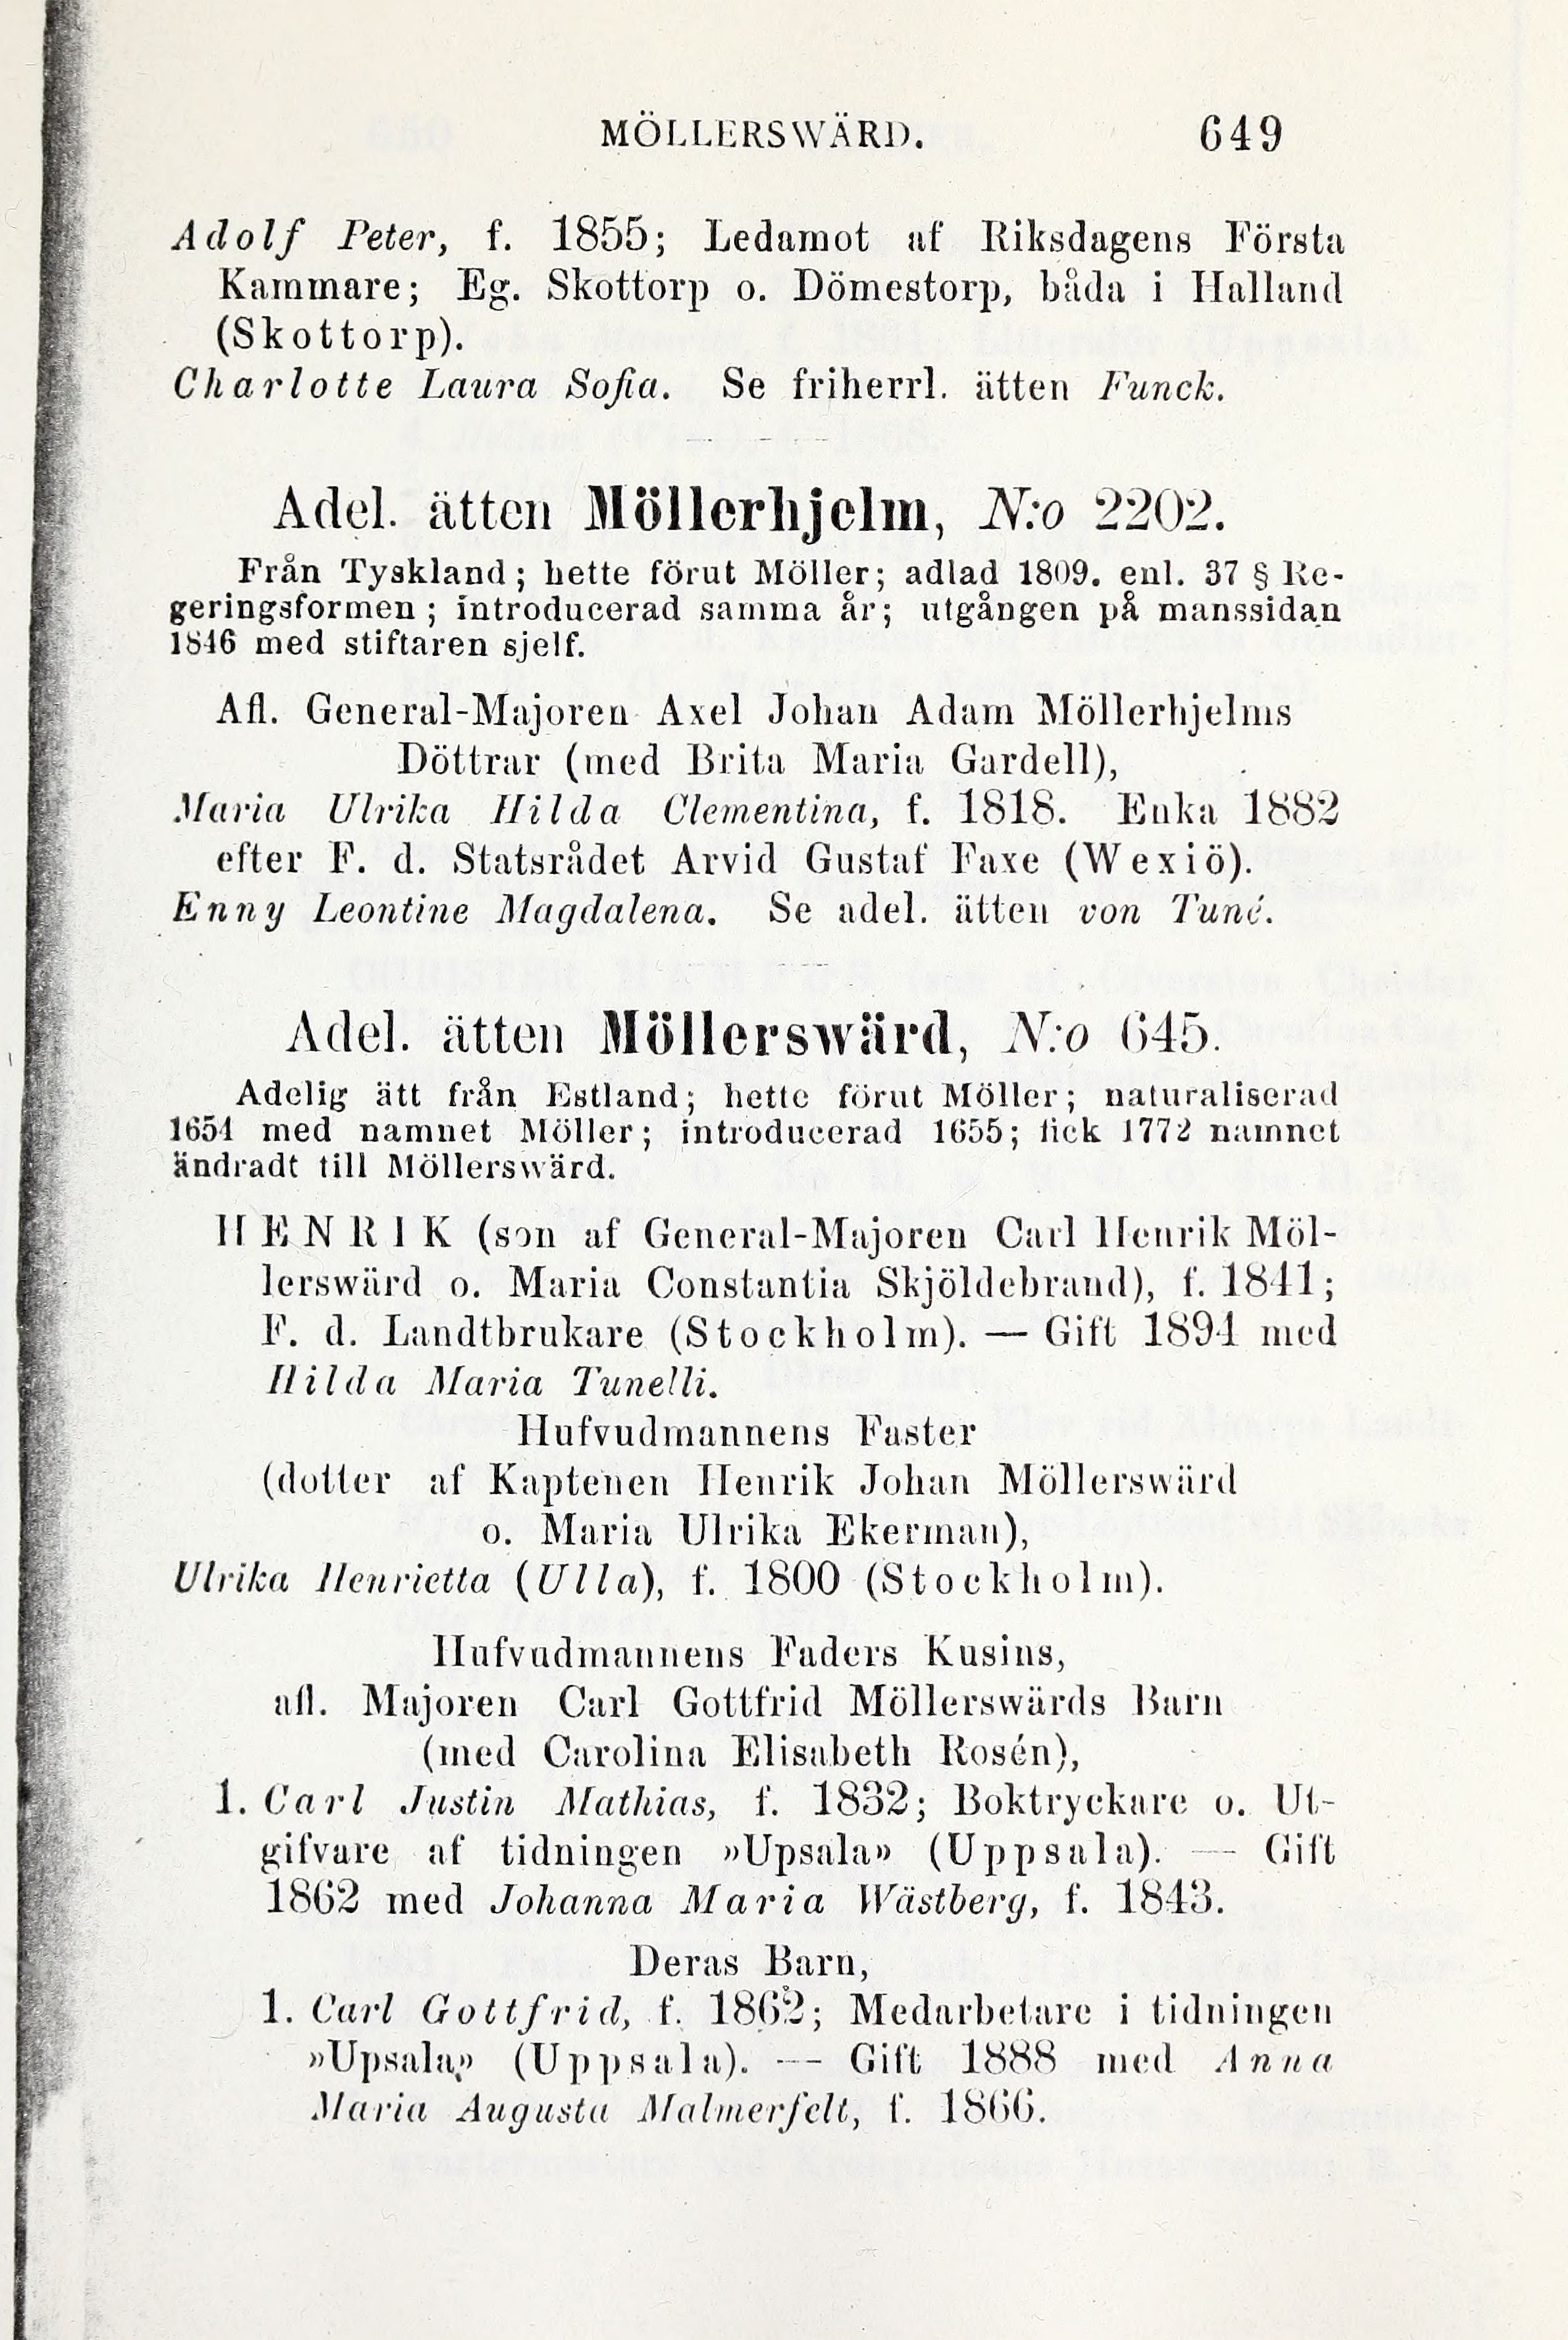 MÖLLERSWÄRD. 649
Adolf Peter, f. 1855; Ledamot af Riksdagens Första
Kammare; Eg. Skottorp o. Dömestorp, båda i Halland
(Skottorp).
Charlotte Laura Sofia. Se friherrl. ätten Funck.
Adel. ätten Möllerhjelm, N:o 2202.
Från Tyskland; hette förut Möller; adlad 1809. enl. 37 § Re-
geringsformen; introducerad samma år; utgången på manssidan
1846 med stiftaren sjelf.
Afl. General-Majoren Axel Johan Adam Möllerhjelms
Döttrar (med Brita Maria Gardell),
Maria Ulrika Hilda Clementina, f. 1818. Enka 1882
efter F. d. Statsrådet Arvid Gustaf Faxe (Wexiö).
Enny Leontine Magdalena. Se adel. ätten von Tuné.
Adel. ätten Möllerswärd, N:o 645.
Adelig ätt från Estland; hette förut Möller; naturaliserad
1654 med namnet Möller; introducerad 1655; fick 1772 namnet
ändradt till Möllerswärd.
HENRIK (son af General-Majoren Carl Henrik Möl-
lerswärd o. Maria Constantia Skjöldebrand), f. 1841;
F. d. Landtbrukare (Stockholm). — Gift 1894 med
Hilda Maria Tunelli.
Hufvudmannens Faster
(dotter af Kaptenen Henrik Johan Möllerswärd
o. Maria Ulrika Ekerman),
Ulrika Henrietta (Ulla), f. 1800 (Stockholm).
Hufvudmannens Faders Kusins,
afl. Majoren Carl Gottfrid Möllerswärds Barn
(med Carolina Elisabeth Rosén),
1. Carl Justin Mathias, f. 1832; Boktryckare o. Ut-
gifvare af tidningen »Upsala» (Uppsala). — Gift
1862 med Johanna Maria Wästberg, f. 1843.
Deras Barn,
1. Carl Gottfrid, f. 1862; Medarbetare i tidningen
»Upsala» (Uppsala). — Gift 1888 med Anna
Maria Augusta Malmerfelt, f. 1866.